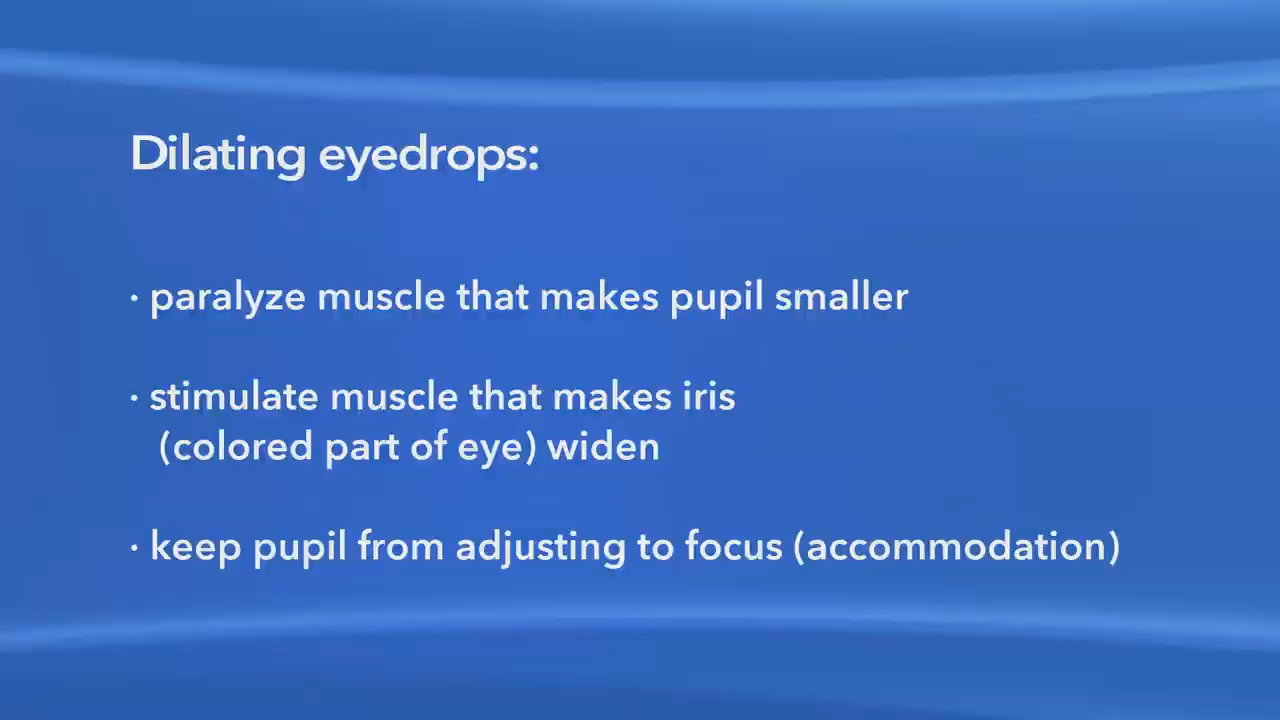 Dilating eyedrops:
· paralyze muscle that makes pupil smaller
· stimulate muscle that makes iris
(colored part of eye) widen
· keep pupil from adjusting to focus (accommodation)